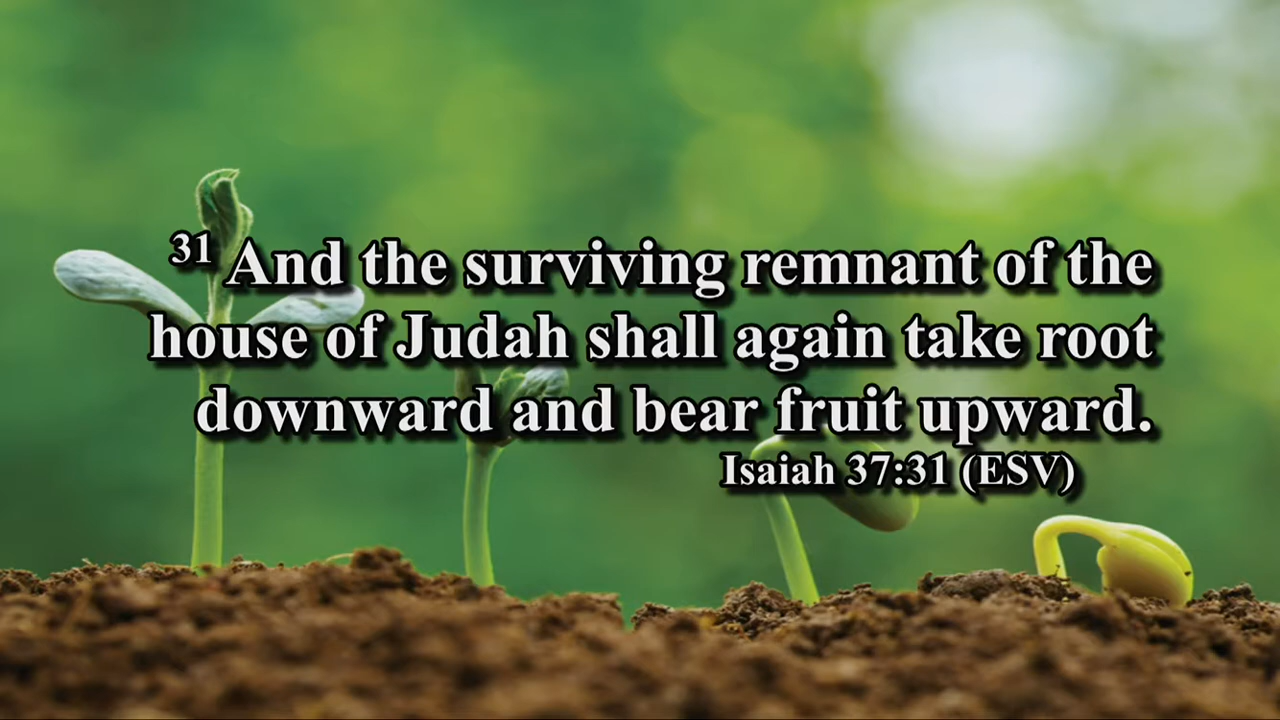 31 And the surviving remnant of the
house of Judah shall again take root
downward and bear fruit upward.
Isaiah 37:31 (ESV)